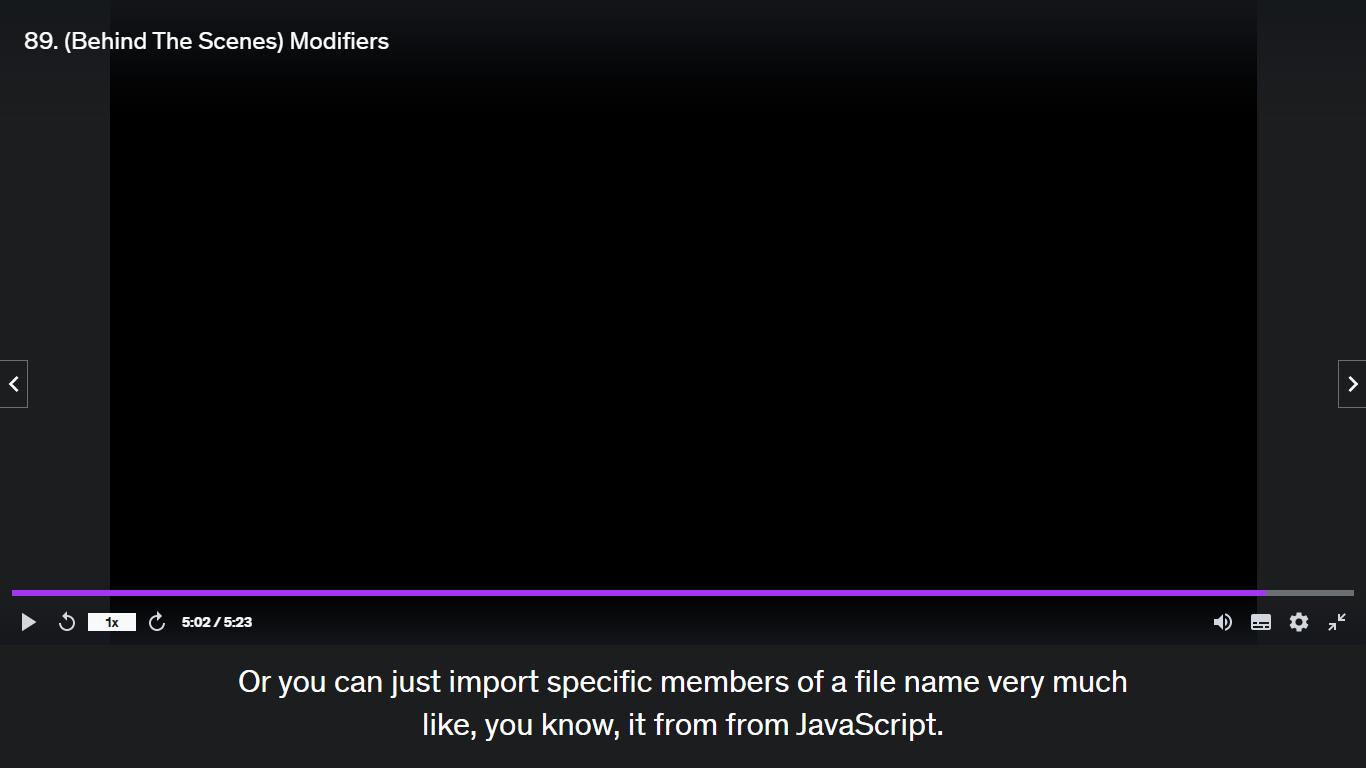 89. (Behind The Scenes) Modifiers
1x
5:02 / 5:23
Or you can just import specific members of a file name very much
like, you know, it from from JavaScript.